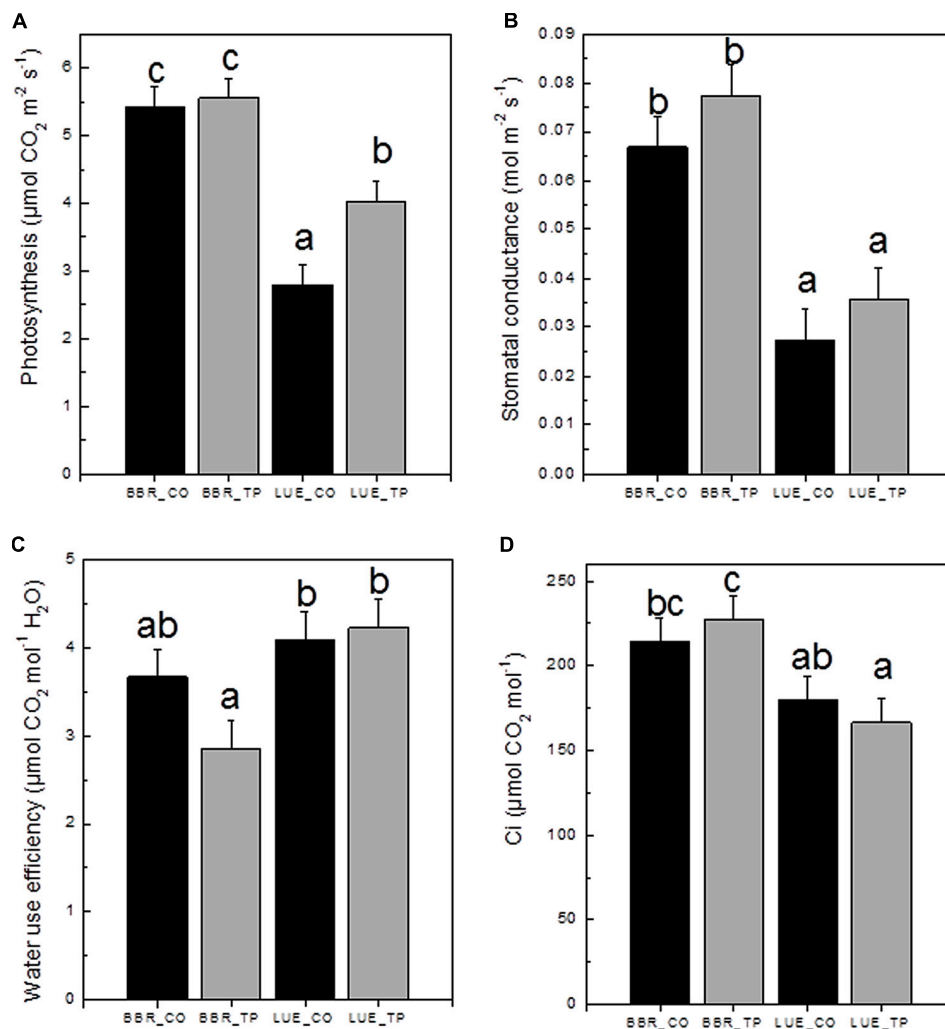 A
Photosynthesis (µmol CO2 m-2 s-1)
6
5
4
3
2
1
0
c
c
a
b
BBR_CO
BBR_TP
LUE_CO
LUE_TP
B
Stomatal conductance (mol m-2 s-1)
0.09
0.08
0.07
0.06
0.05
0.04
0.03
0.02
0.01
0.00
b
b
a
a
BBR_CO
BBR_TP
LUE_CO
LUE_TP
C
Water use efficiency (µmol CO2 mol-1 H2O)
5
4
3
2
1
0
ab
a
b
b
BBR_CO
BBR_TP
LUE_CO
LUE_TP
D
Ci (µmol CO2 mol-1)
250
200
150
100
50
0
bc
c
ab
a
BBR_CO
BBR_TP
LUE_CO
LUE_TP